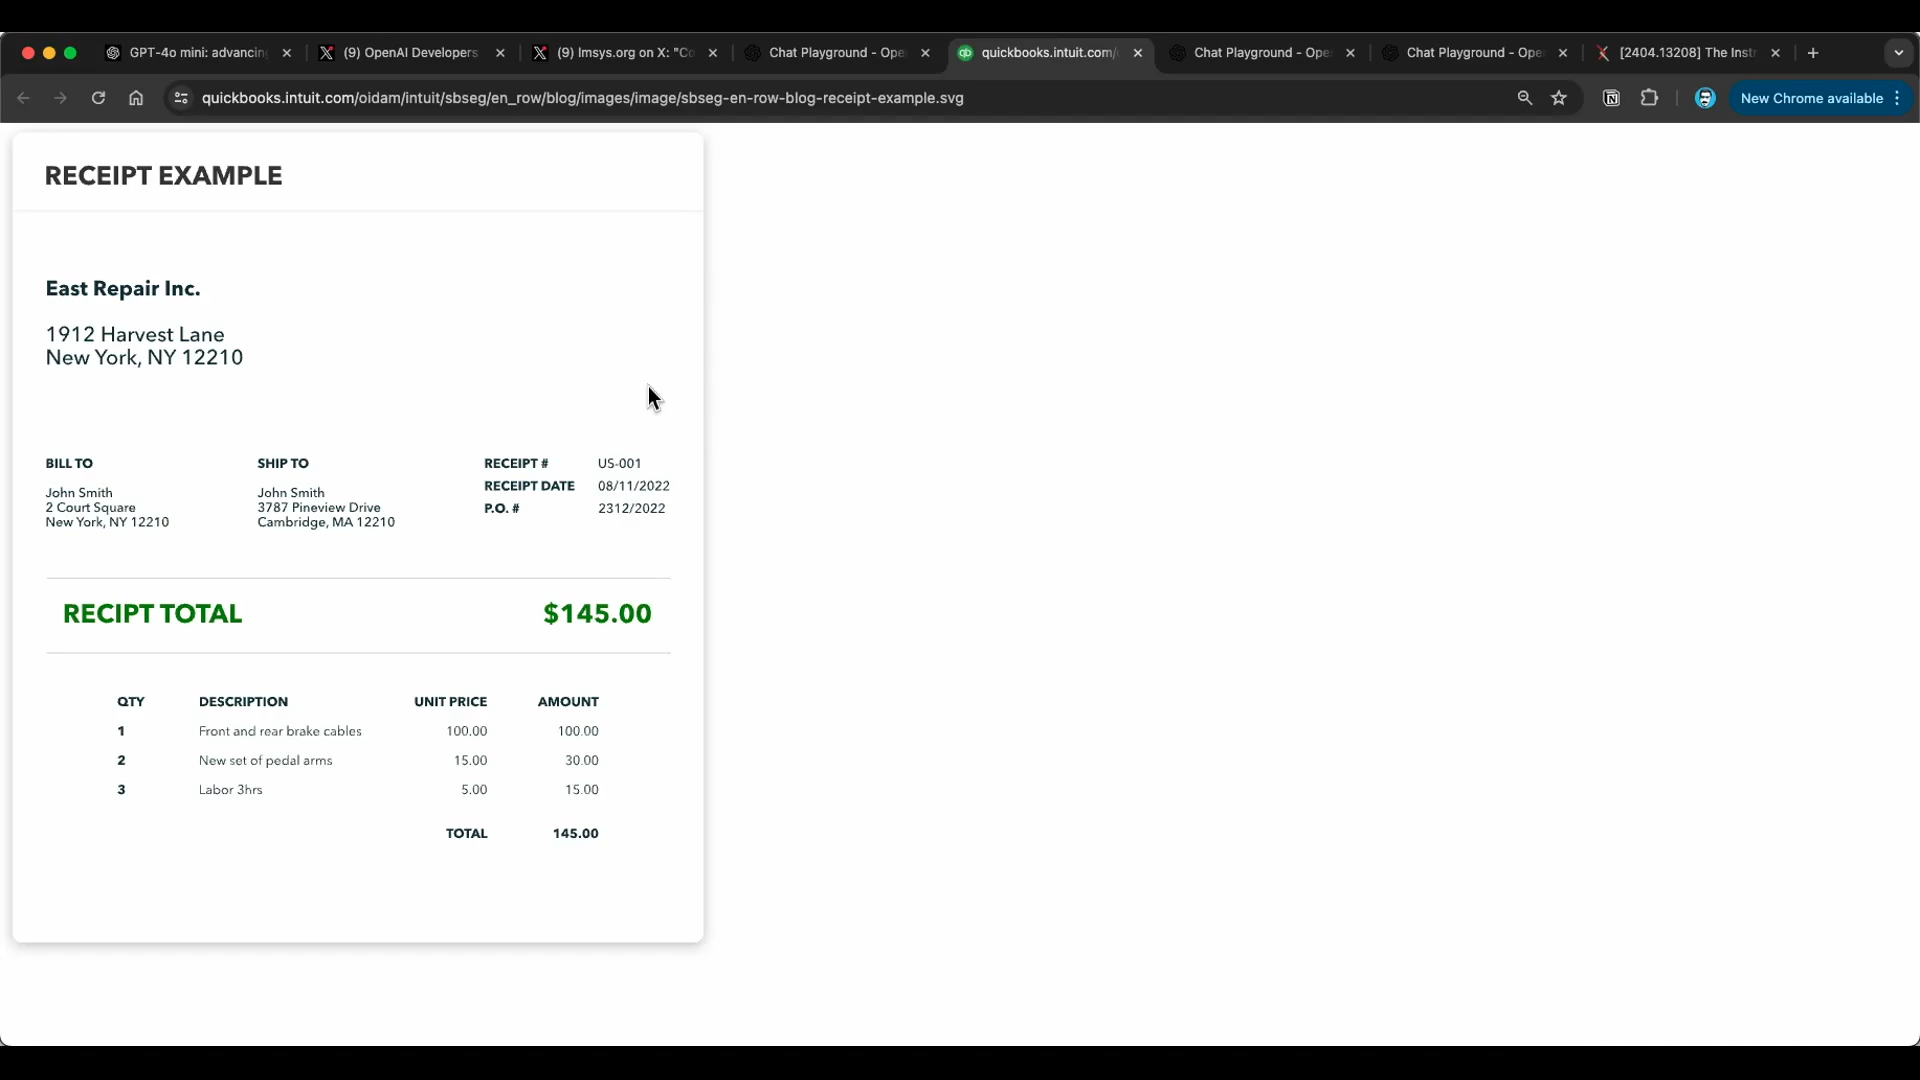 GPT-4o mini: advancing
(9) OpenAI Developers
(9) lmsys.org on X: "Co
Chat Playground - Ope
quickbooks.intuit.com/
Chat Playground - Ope
Chat Playground - Ope
[2404.13208] The Instr
quickbooks.intuit.com/oidam/intuit/sbseg/en_row/blog/images/image/sbseg-en-row-blog-receipt-example.svg
New Chrome available
RECEIPT EXAMPLE
East Repair Inc.
1912 Harvest Lane
New York, NY 12210
BILL TO
John Smith
2 Court Square
New York, NY 12210
SHIP TO
John Smith
3787 Pineview Drive
Cambridge, MA 12210
RECEIPT # US-001
RECEIPT DATE 08/11/2022
P.O. # 2312/2022
RECIPT TOTAL $145.00
QTY DESCRIPTION UNIT PRICE AMOUNT
1 Front and rear brake cables 100.00 100.00
2 New set of pedal arms 15.00 30.00
3 Labor 3hrs 5.00 15.00
TOTAL 145.00